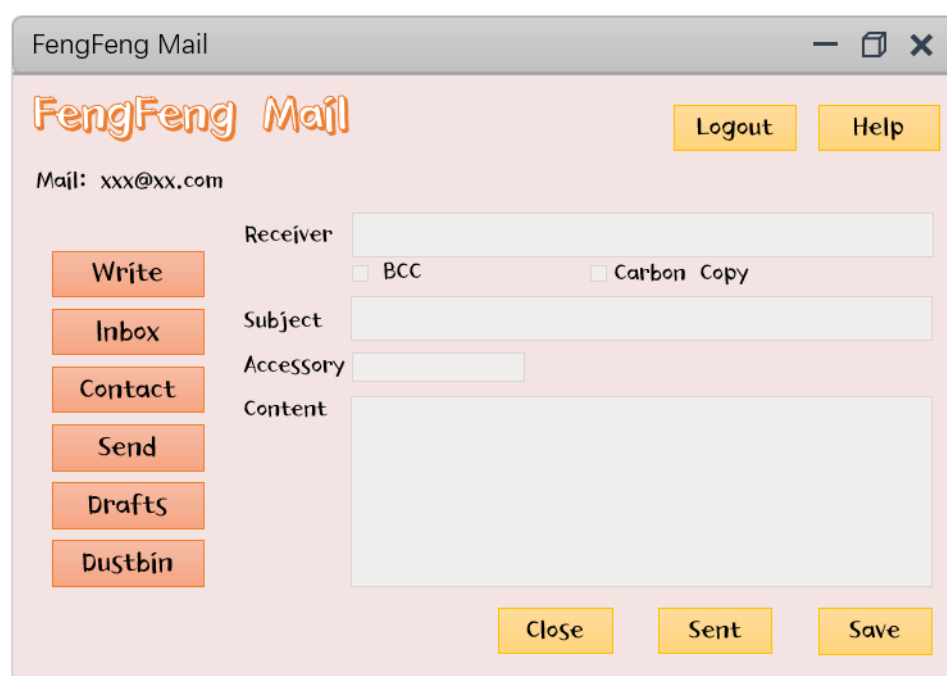 FengFeng Mail
FengFeng Mail
Logout Help
Mail: xxx@xx.com
Receiver
BCC Carbon Copy
Write
Inbox
Contact
Send
Drafts
Dustbin
Subject
Accessory
Content
Close Sent Save